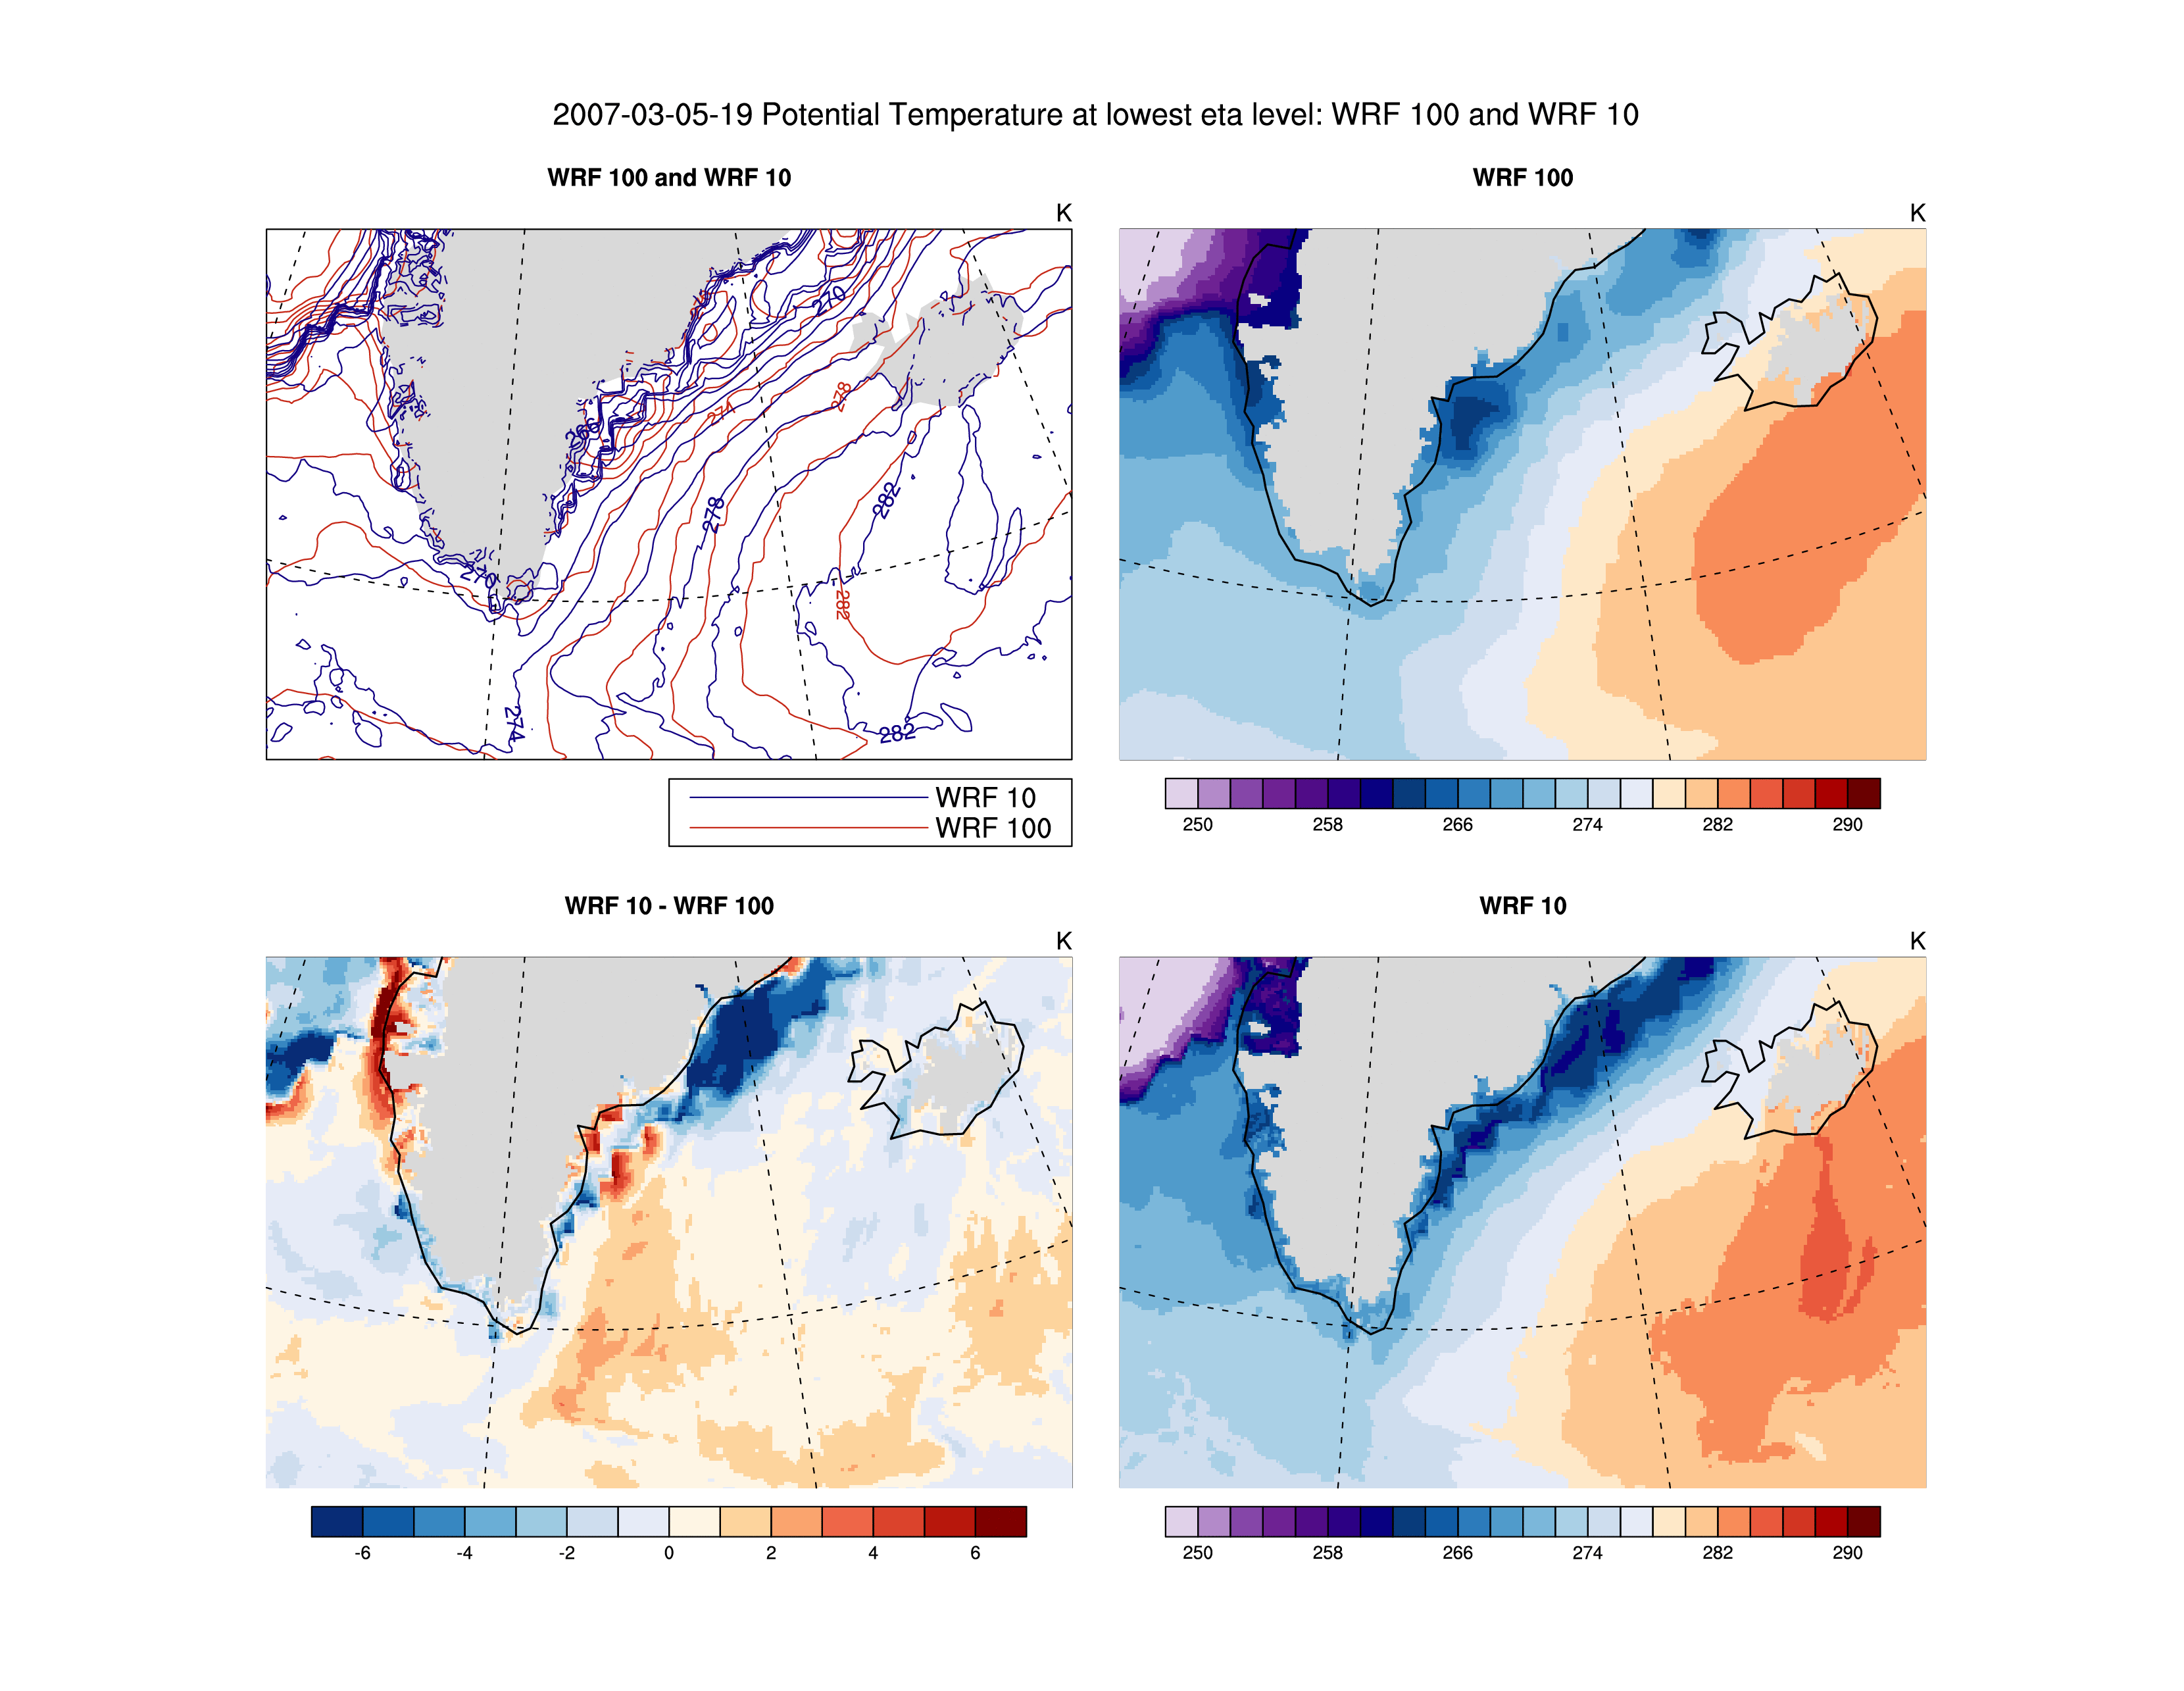 2007-03-05-19 Potential Temperature at lowest eta level: WRF 100 and WRF 10
WRF 100 and WRF 10
K
270
278
274
266
282
278
270
282
274
282
WRF 10
WRF 100
WRF 100
K
250 258 266 274 282 290
WRF 10 - WRF 100
K
-6 -4 -2 0 2 4 6
WRF 10
K
250 258 266 274 282 290